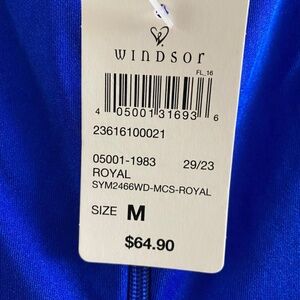 WINDSOR
FL_16
4 05001 31693 6
23616100021
05001-1983 29/23
ROYAL
SYM2466WD-MCS-ROYAL
SIZE M
$64.90